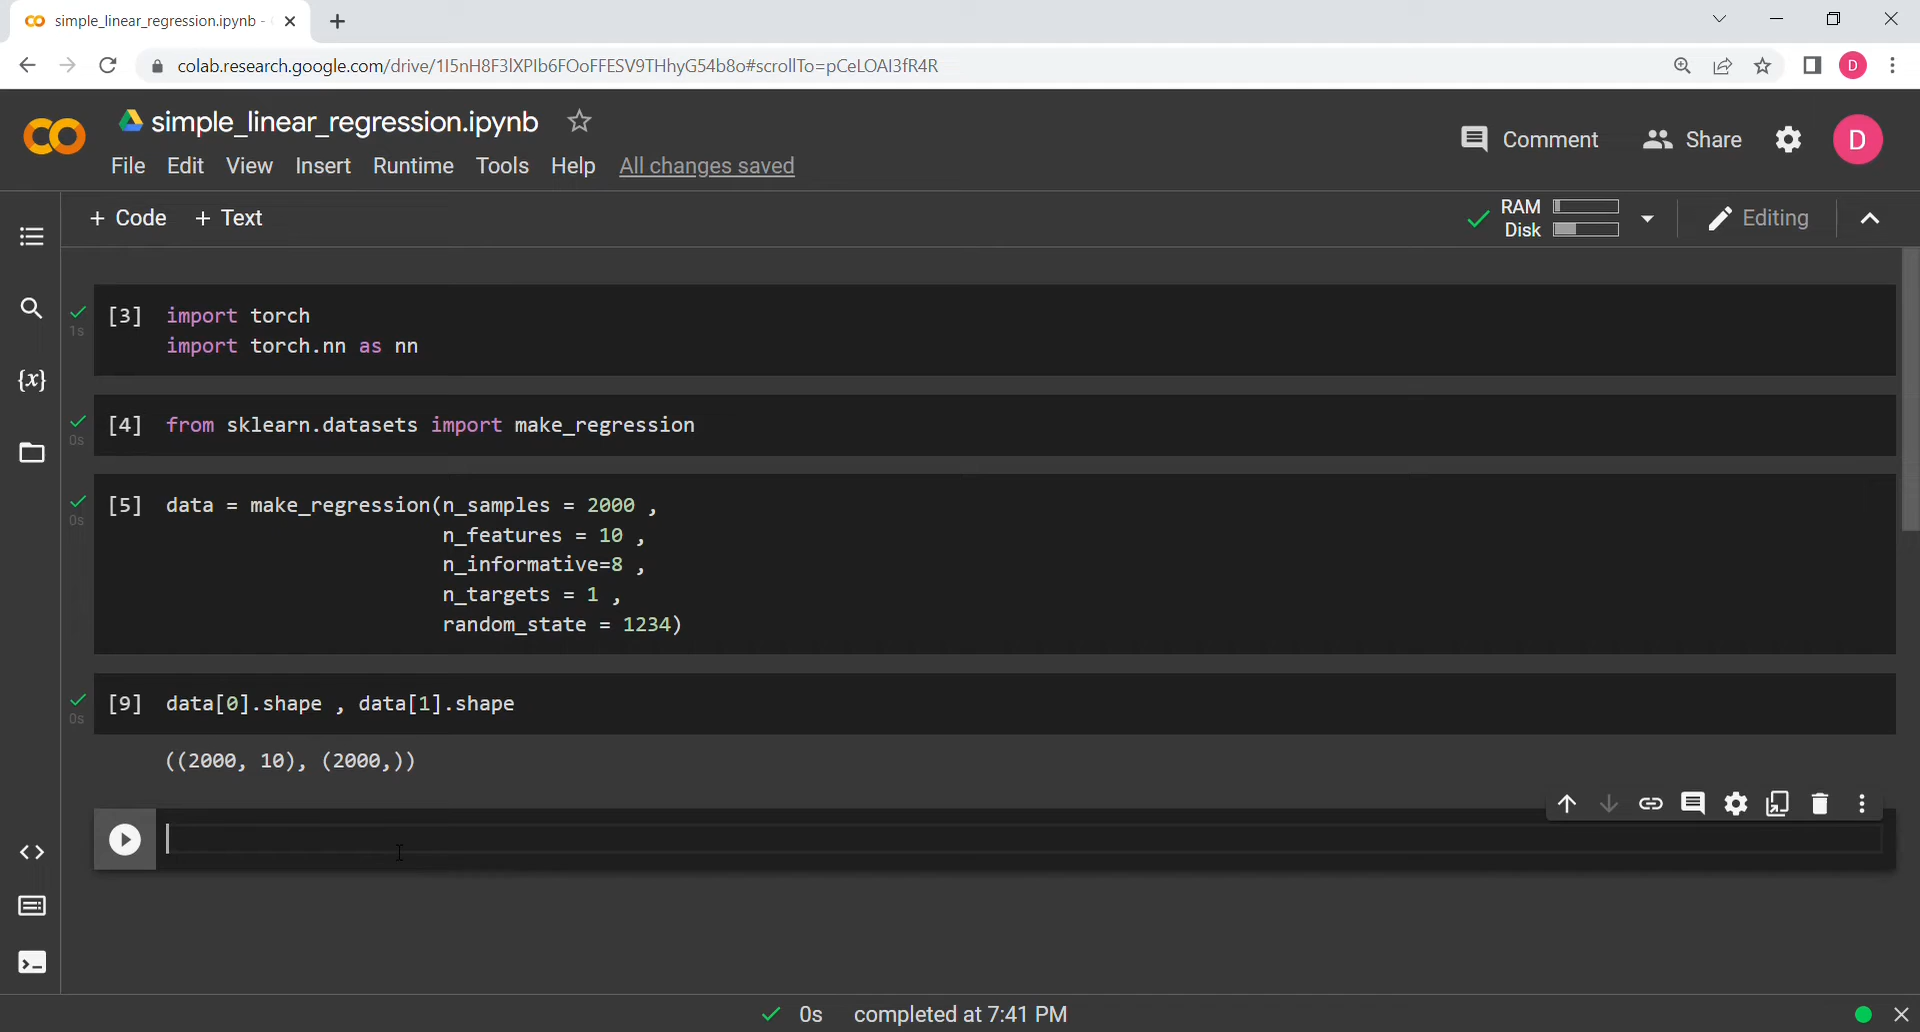 simple_linear_regression.ipynb -
colab.research.google.com/drive/1I5nH8F3lXPIb6FOoFFESV9THhyG54b8o#scrollTo=pCeLOAI3fR4R
D
simple_linear_regression.ipynb
Comment
Share
D
File Edit View Insert Runtime Tools Help All changes saved
+ Code + Text
RAM
Disk
Editing
[3] import torch
1s
import torch.nn as nn
{x}
[4] from sklearn.datasets import make_regression
0s
[5] data = make_regression(n_samples = 2000 ,
0s
n_features = 10 ,
n_informative=8 ,
n_targets = 1 ,
random_state = 1234)
[9] data[0].shape , data[1].shape
0s
((2000, 10), (2000,))
0s completed at 7:41 PM